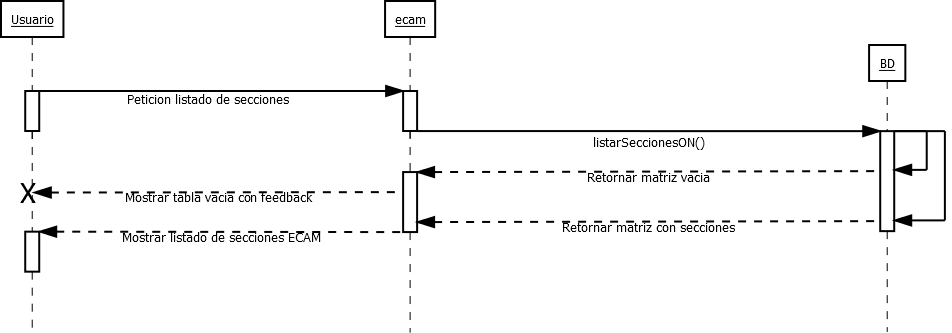 Usuario
ecam
BD
Peticion listado de secciones
listarSeccionesON()
Retornar matriz vacia
Mostrar tabla vacia con feedback
X
Retornar matriz con secciones
Mostrar listado de secciones ECAM